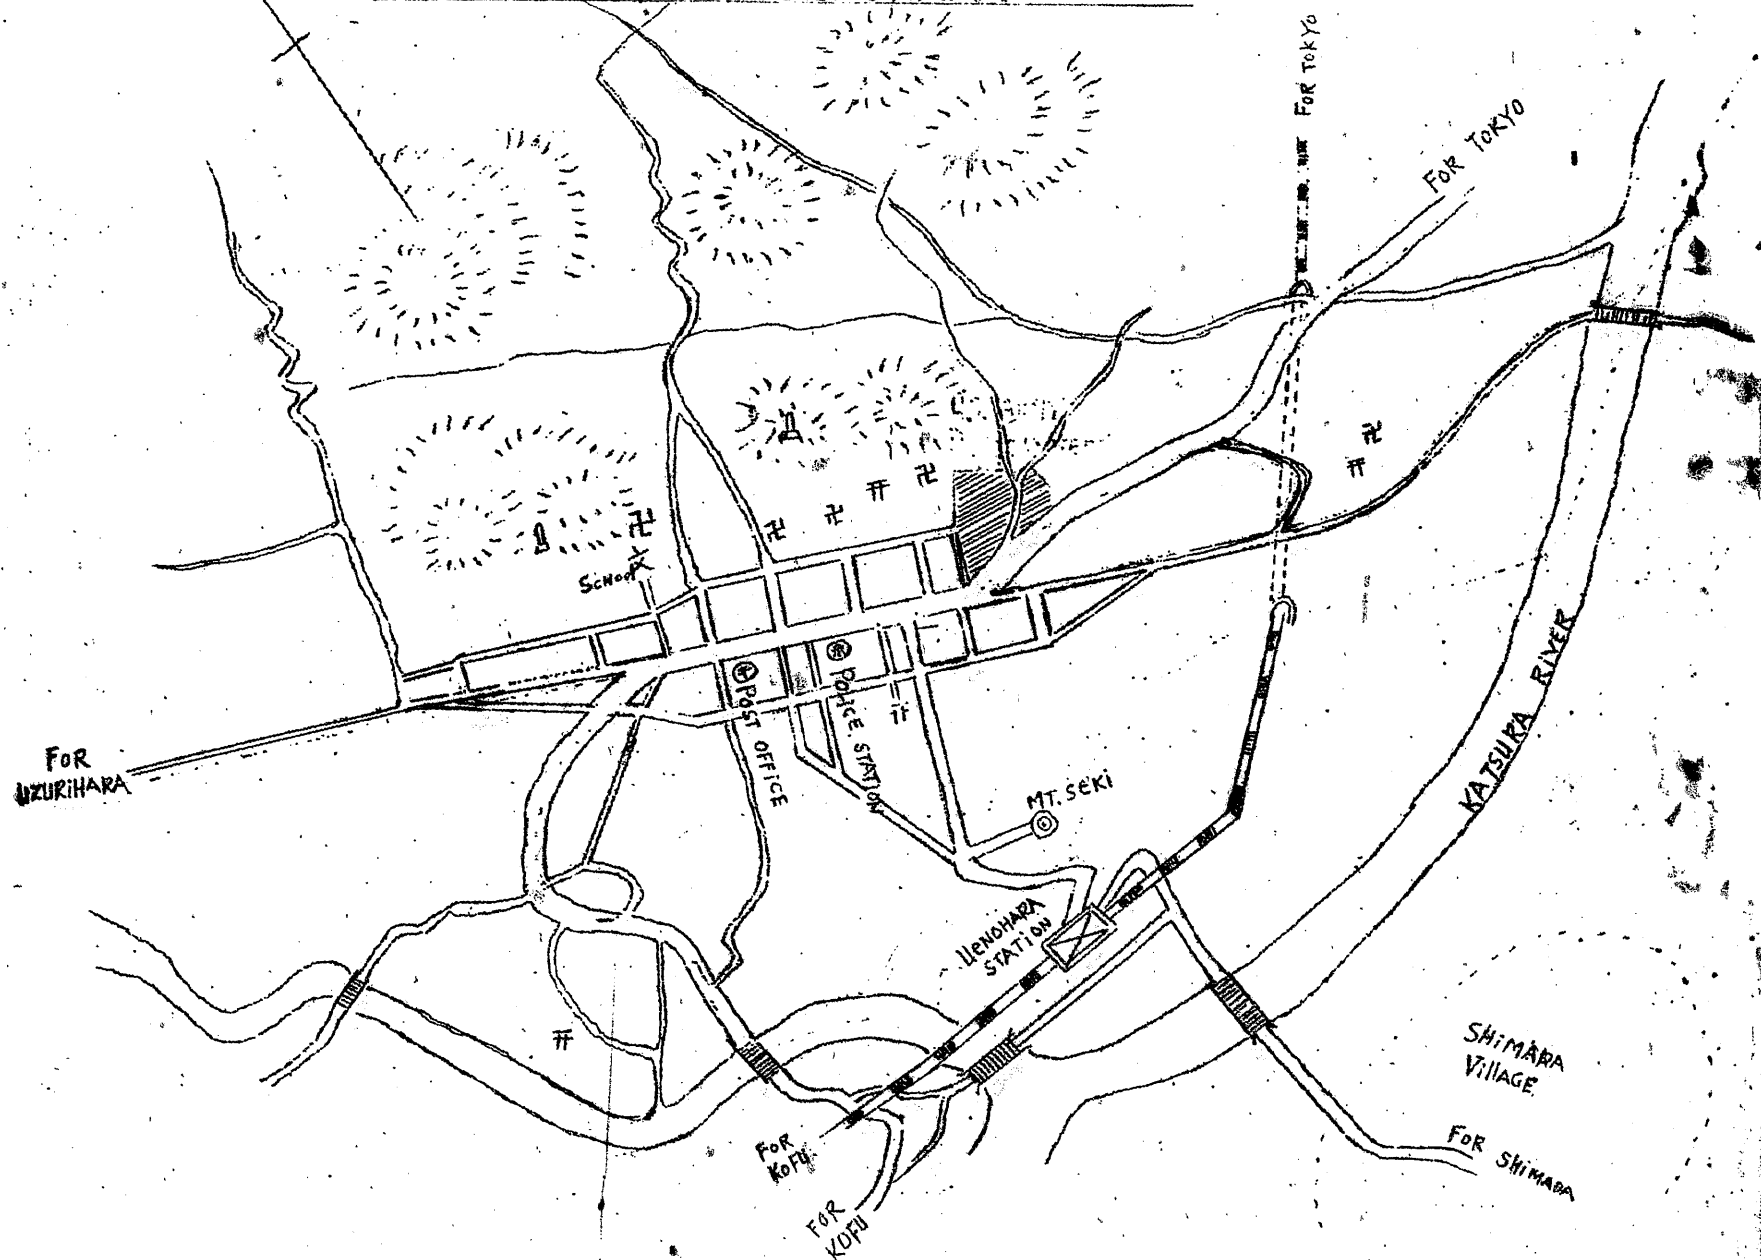 FOR TOKYO
FOR TOKYO
SCHOOL
POST OFFICE
POLICE STATION
FOR
UZURIHARA
MT. SEKI
KATSURA RIVER
UENOHARA
STATION
SHIMADA
VILLAGE
FOR SHIMADA
FOR
KOFU
FOR
KOFU